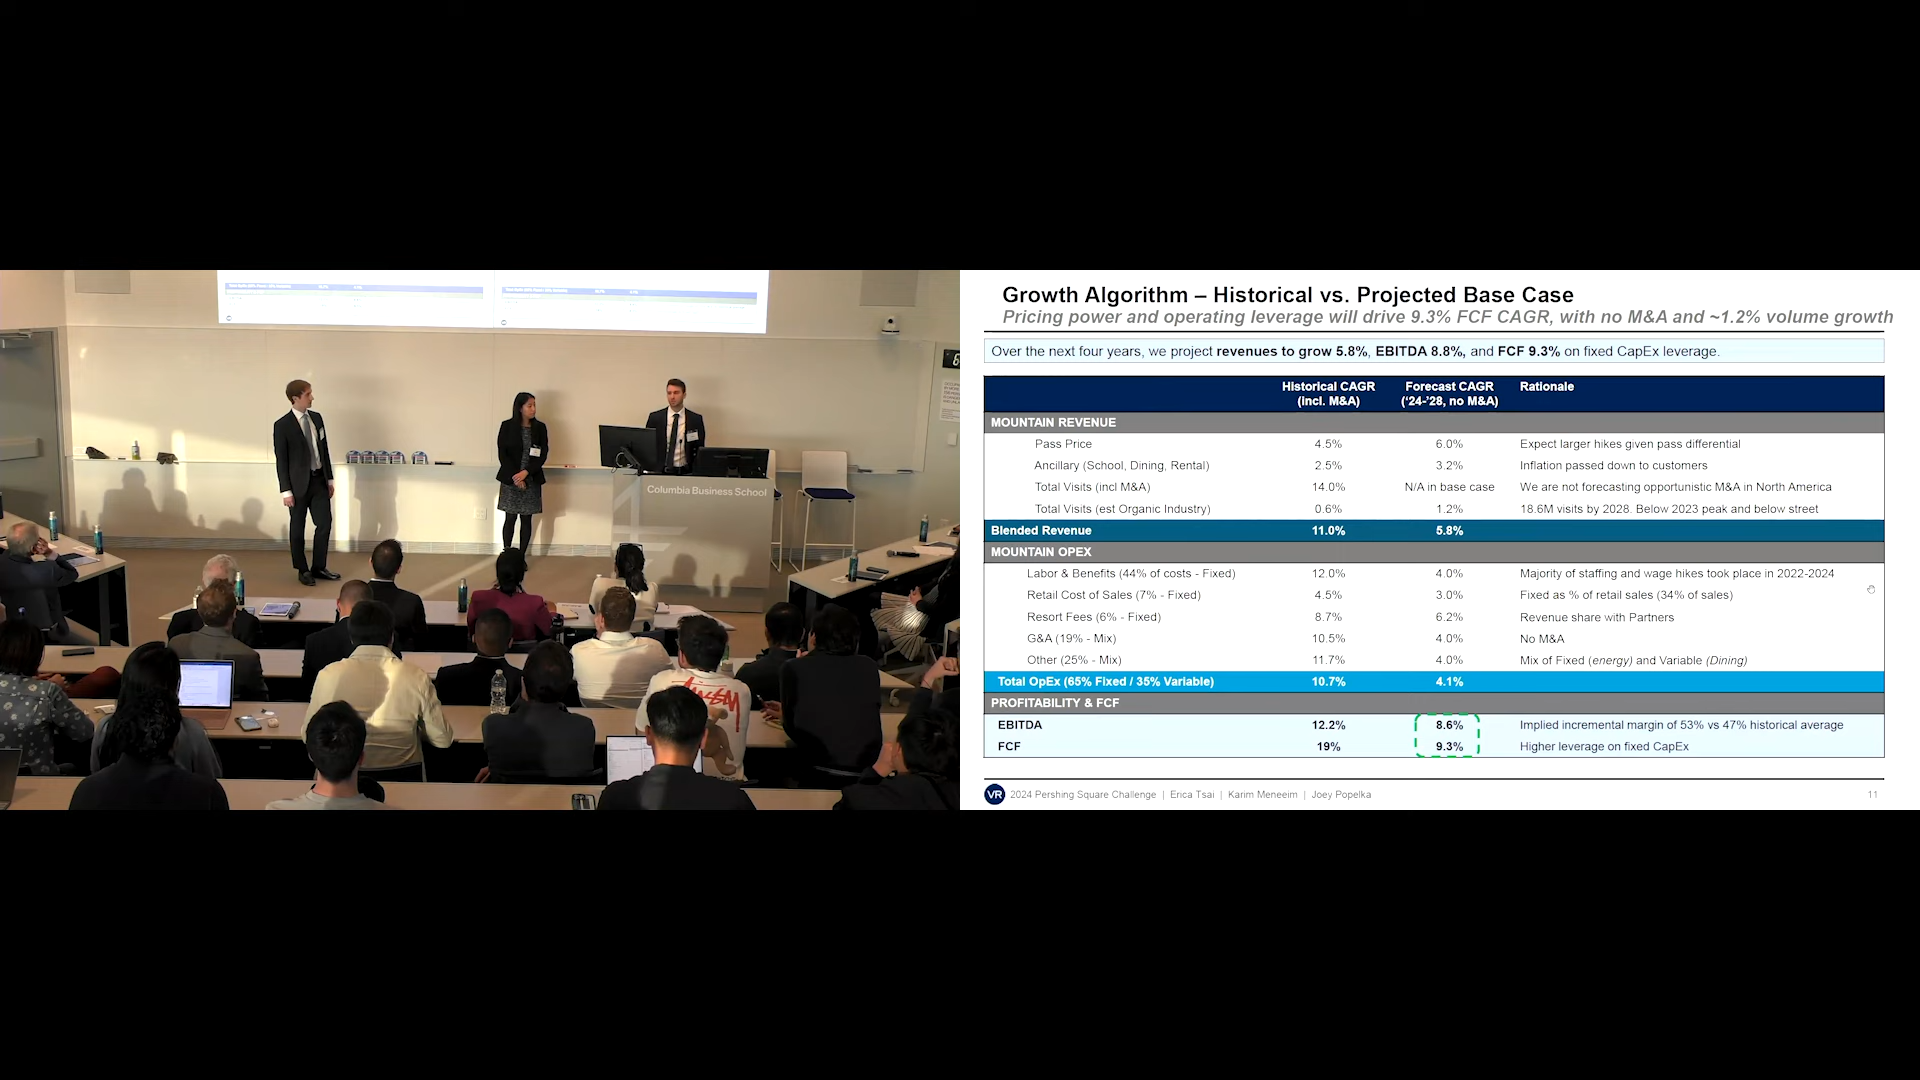 Columbia Business School
Growth Algorithm – Historical vs. Projected Base Case
Pricing power and operating leverage will drive 9.3% FCF CAGR, with no M&A and ~1.2% volume growth
Over the next four years, we project revenues to grow 5.8%, EBITDA 8.8%, and FCF 9.3% on fixed CapEx leverage.
Historical CAGR (incl. M&A) Forecast CAGR ('24-'28, no M&A) Rationale
MOUNTAIN REVENUE
Pass Price 4.5% 6.0% Expect larger hikes given pass differential
Ancillary (School, Dining, Rental) 2.5% 3.2% Inflation passed down to customers
Total Visits (incl M&A) 14.0% N/A in base case We are not forecasting opportunistic M&A in North America
Total Visits (est Organic Industry) 0.6% 1.2% 18.6M visits by 2028. Below 2023 peak and below street
Blended Revenue 11.0% 5.8%
MOUNTAIN OPEX
Labor & Benefits (44% of costs - Fixed) 12.0% 4.0% Majority of staffing and wage hikes took place in 2022-2024
Retail Cost of Sales (7% - Fixed) 4.5% 3.0% Fixed as % of retail sales (34% of sales)
Resort Fees (6% - Fixed) 8.7% 6.2% Revenue share with Partners
G&A (19% - Mix) 10.5% 4.0% No M&A
Other (25% - Mix) 11.7% 4.0% Mix of Fixed (energy) and Variable (Dining)
Total OpEx (65% Fixed / 35% Variable) 10.7% 4.1%
PROFITABILITY & FCF
EBITDA 12.2% 8.6% Implied incremental margin of 53% vs 47% historical average
FCF 19% 9.3% Higher leverage on fixed CapEx
VR 2024 Pershing Square Challenge | Erica Tsai | Karim Meneeim | Joey Popelka 11